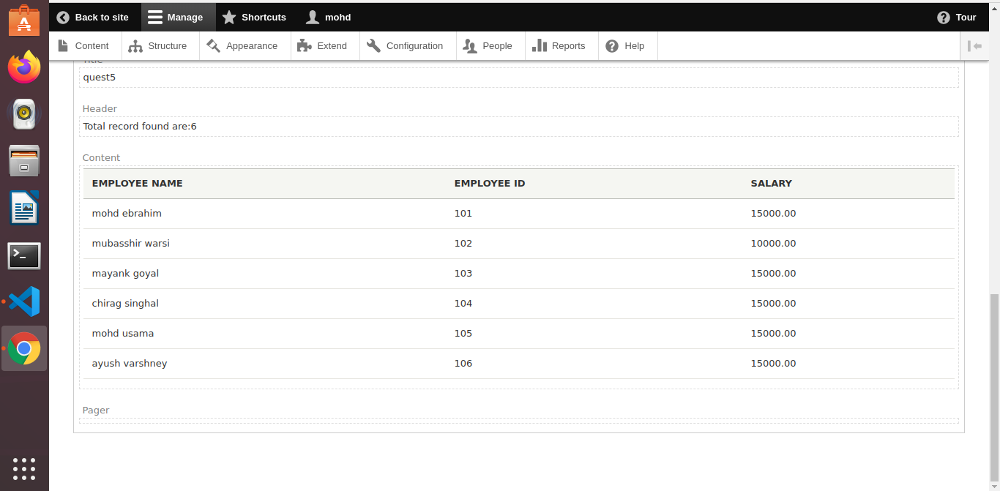 Back to site Manage Shortcuts mohd Tour
Content Structure Appearance Extend Configuration People Reports Help
Title
quest5
Header
Total record found are:6
Content
EMPLOYEE NAME EMPLOYEE ID SALARY
mohd ebrahim 101 15000.00
mubasshir warsi 102 10000.00
mayank goyal 103 15000.00
chirag singhal 104 15000.00
mohd usama 105 15000.00
ayush varshney 106 15000.00
Pager